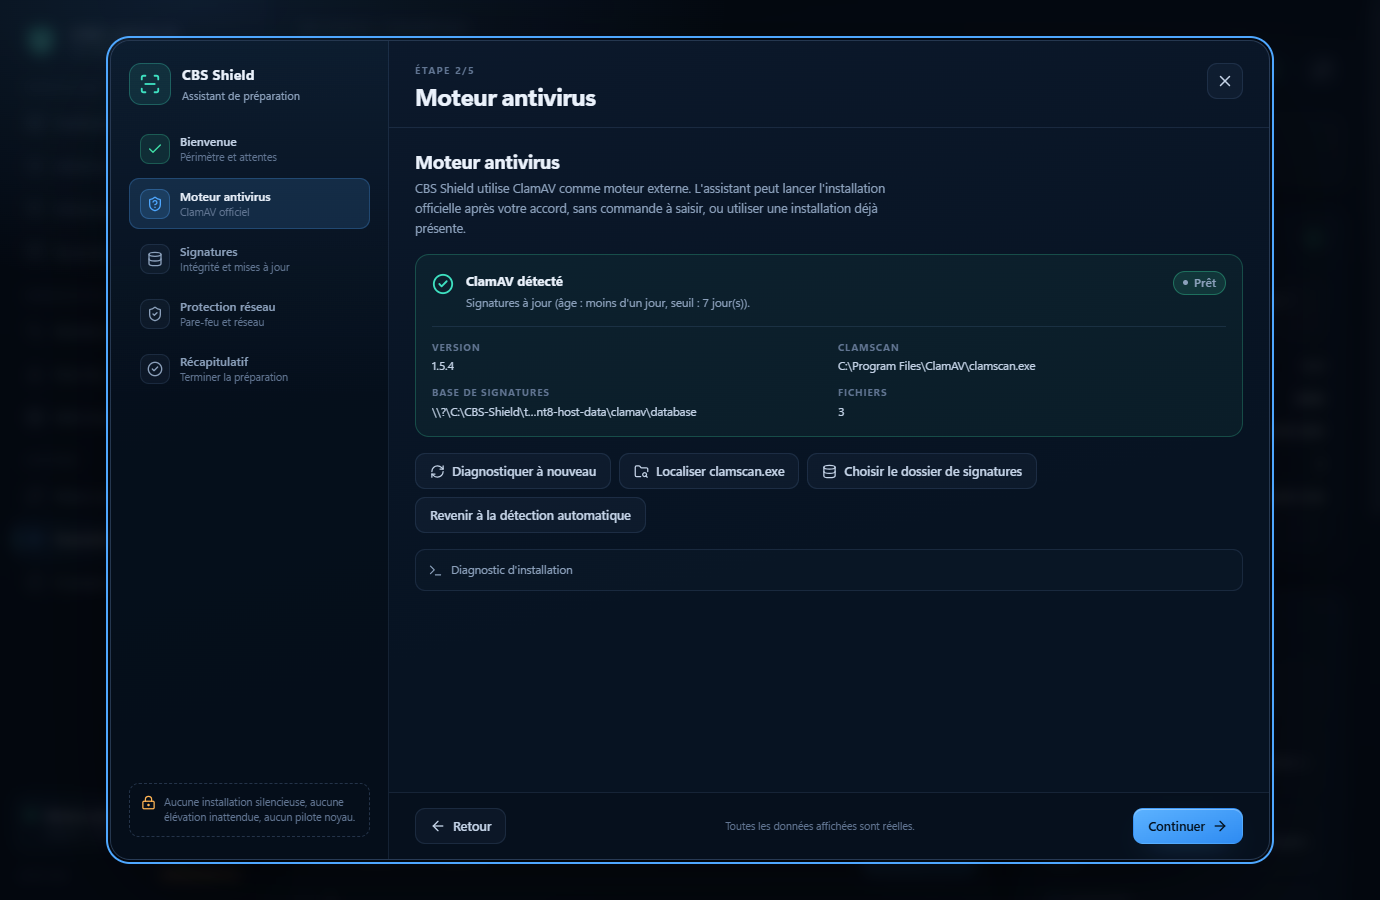 CBS Shield
Assistant de préparation
Bienvenue
Périmètre et attentes
Moteur antivirus
ClamAV officiel
Signatures
Intégrité et mises à jour
Protection réseau
Pare-feu et réseau
Récapitulatif
Terminer la préparation
Aucune installation silencieuse, aucune
élévation inattendue, aucun pilote noyau.
ÉTAPE 2/5
Moteur antivirus
Moteur antivirus
CBS Shield utilise ClamAV comme moteur externe. L'assistant peut lancer l'installation
officielle après votre accord, sans commande à saisir, ou utiliser une installation déjà
présente.
ClamAV détecté
Prêt
Signatures à jour (âge : moins d'un jour, seuil : 7 jour(s)).
VERSION
1.5.4
CLAMSCAN
C:\Program Files\ClamAV\clamscan.exe
BASE DE SIGNATURES
\\?\C:\CBS-Shield\t...nt8-host-data\clamav\database
FICHIERS
3
Diagnostiquer à nouveau
Localiser clamscan.exe
Choisir le dossier de signatures
Revenir à la détection automatique
Diagnostic d'installation
Retour
Toutes les données affichées sont réelles.
Continuer